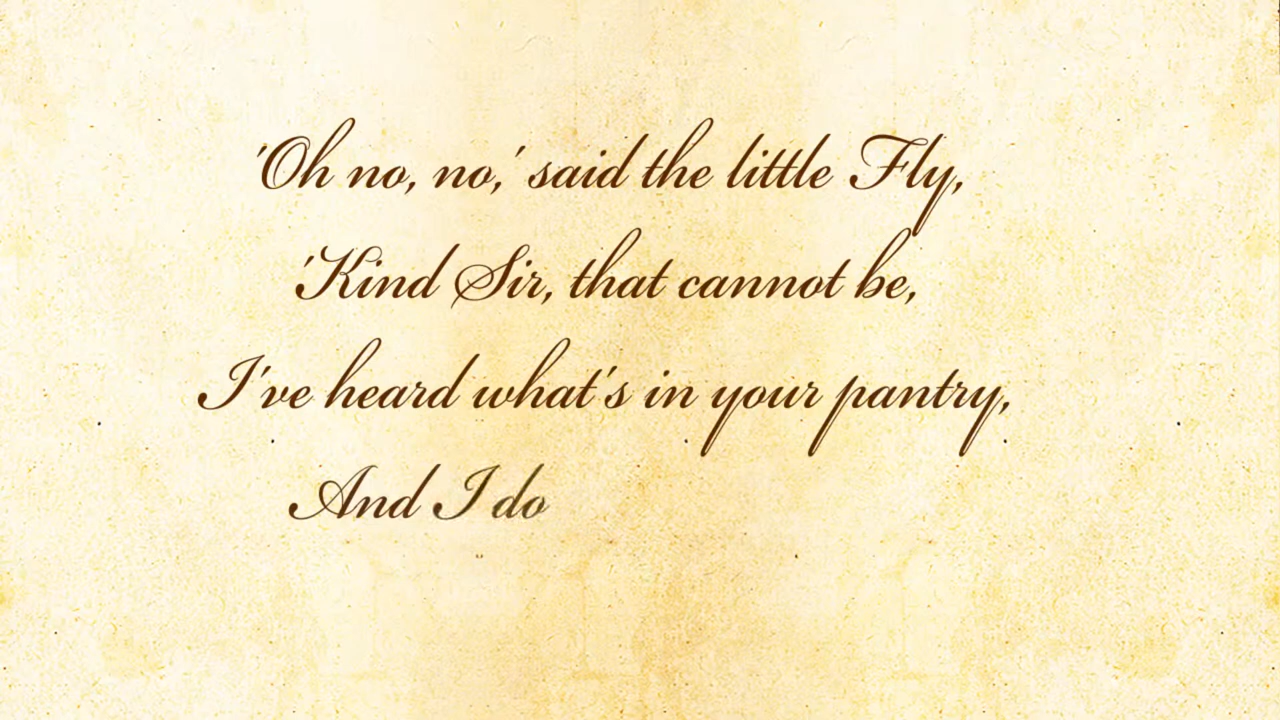 'Oh no, no,' said the little Fly,
'Kind Sir, that cannot be,
I've heard what's in your pantry,
And I do